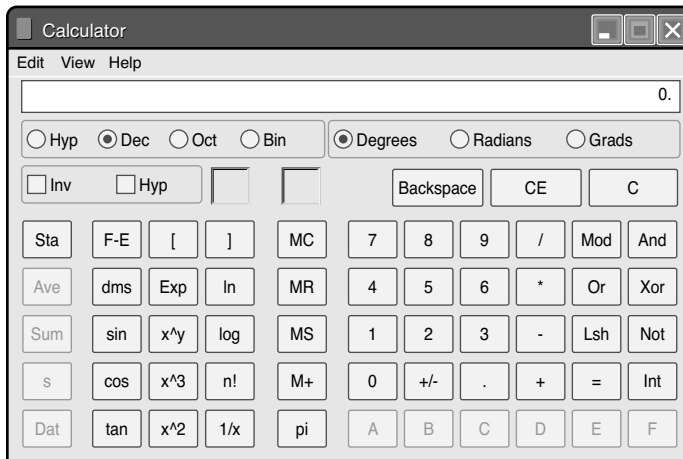 Calculator
Edit View Help
0.
Hyp Dec Oct Bin Degrees Radians Grads
Inv Hyp Backspace CE C
Sta F-E [ ] MC 7 8 9 / Mod And
Ave dms Exp In MR 4 5 6 * Or Xor
Sum sin x^y log MS 1 2 3 - Lsh Not
s cos x^3 n! M+ 0 +/- . + = Int
Dat tan x^2 1/x pi A B C D E F